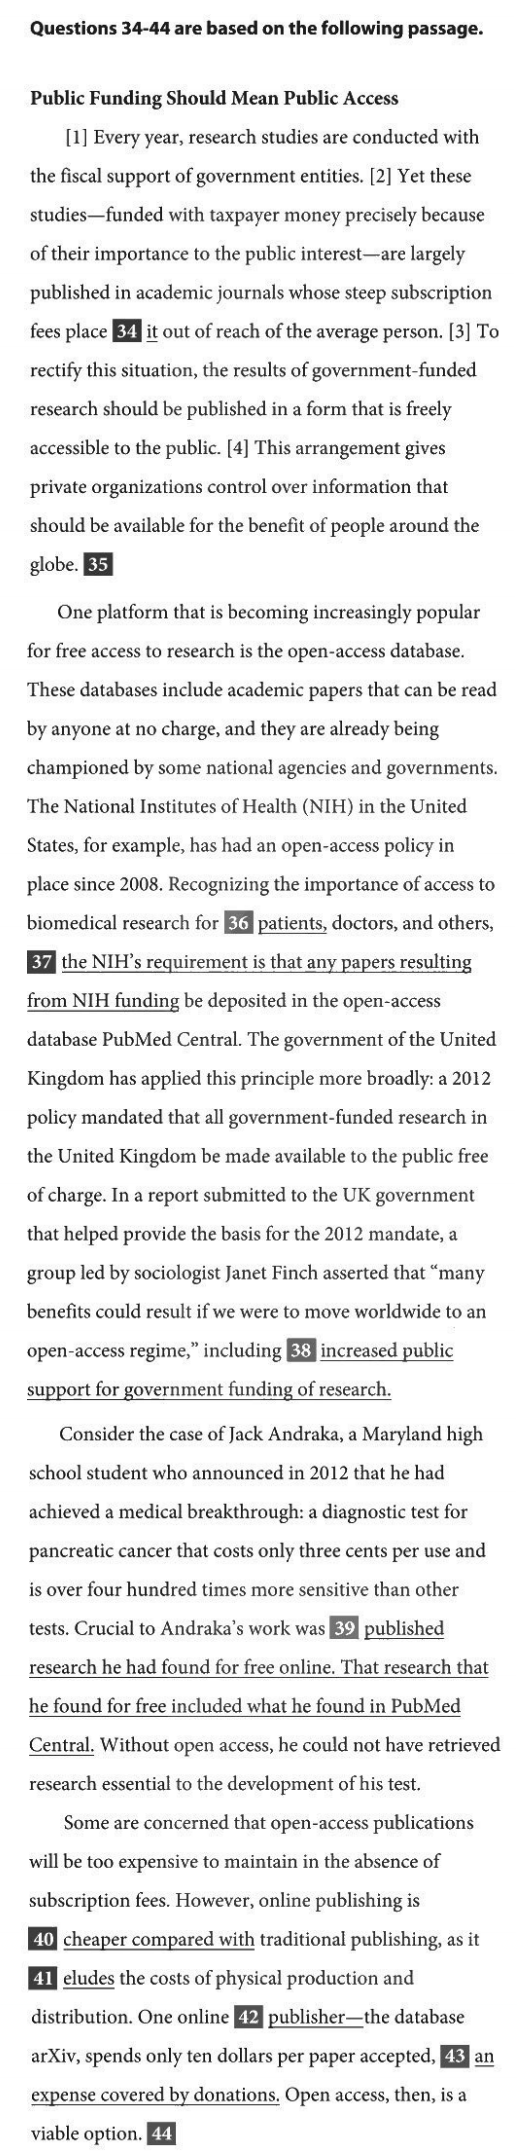 Questions 34-44 are based on the following passage.
Public Funding Should Mean Public Access
[1] Every year, research studies are conducted with
the fiscal support of government entities. [2] Yet these
studies—funded with taxpayer money precisely because
of their importance to the public interest—are largely
published in academic journals whose steep subscription
fees place 34 it out of reach of the average person. [3] To
rectify this situation, the results of government-funded
research should be published in a form that is freely
accessible to the public. [4] This arrangement gives
private organizations control over information that
should be available for the benefit of people around the
globe. 35
One platform that is becoming increasingly popular
for free access to research is the open-access database.
These databases include academic papers that can be read
by anyone at no charge, and they are already being
championed by some national agencies and governments.
The National Institutes of Health (NIH) in the United
States, for example, has had an open-access policy in
place since 2008. Recognizing the importance of access to
biomedical research for 36 patients, doctors, and others,
37 the NIH's requirement is that any papers resulting
from NIH funding be deposited in the open-access
database PubMed Central. The government of the United
Kingdom has applied this principle more broadly: a 2012
policy mandated that all government-funded research in
the United Kingdom be made available to the public free
of charge. In a report submitted to the UK government
that helped provide the basis for the 2012 mandate, a
group led by sociologist Janet Finch asserted that “many
benefits could result if we were to move worldwide to an
open-access regime,” including 38 increased public
support for government funding of research.
Consider the case of Jack Andraka, a Maryland high
school student who announced in 2012 that he had
achieved a medical breakthrough: a diagnostic test for
pancreatic cancer that costs only three cents per use and
is over four hundred times more sensitive than other
tests. Crucial to Andraka's work was 39 published
research he had found for free online. That research that
he found for free included what he found in PubMed
Central. Without open access, he could not have retrieved
research essential to the development of his test.
Some are concerned that open-access publications
will be too expensive to maintain in the absence of
subscription fees. However, online publishing is
40 cheaper compared with traditional publishing, as it
41 eludes the costs of physical production and
distribution. One online 42 publisher—the database
arXiv, spends only ten dollars per paper accepted, 43 an
expense covered by donations. Open access, then, is a
viable option. 44